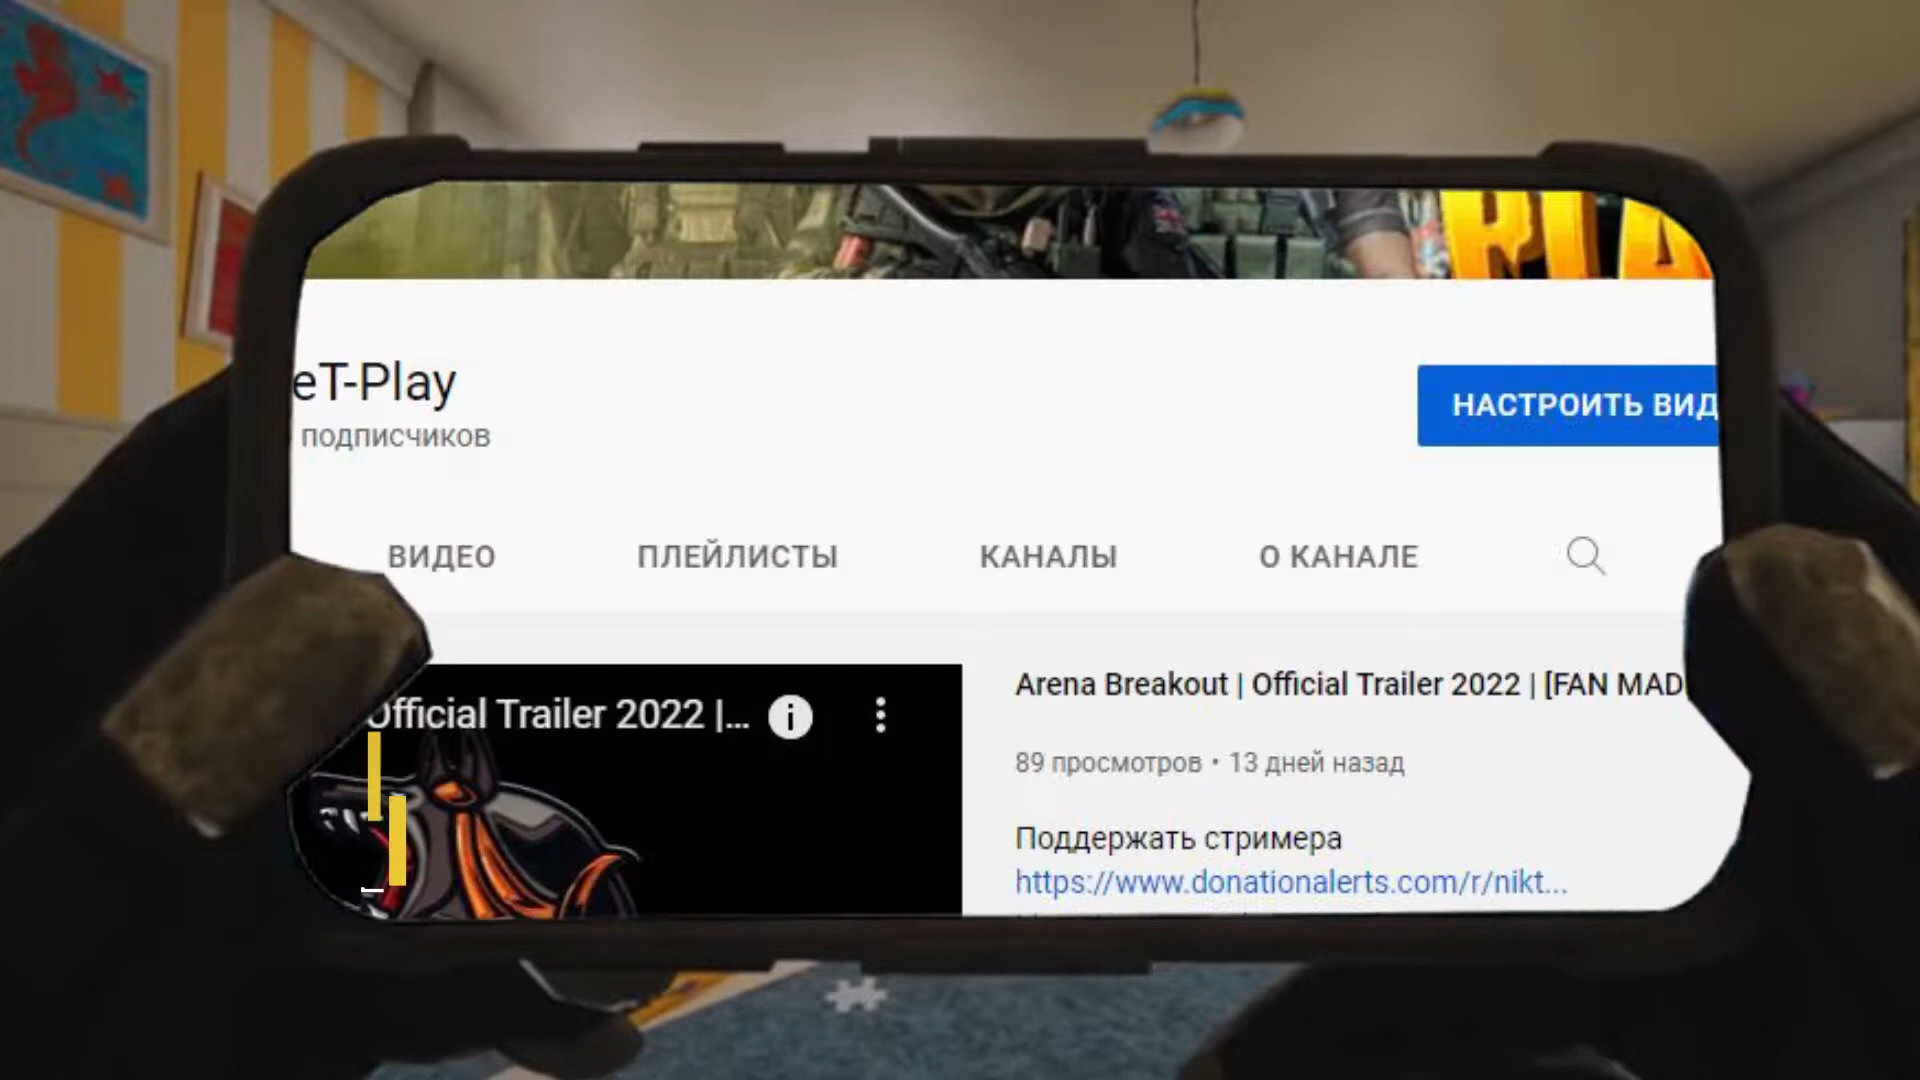 eT-Play
НАСТРОИТЬ ВИД
подписчиков
ВИДЕО
ПЛЕЙЛИСТЫ
КАНАЛЫ
О КАНАЛЕ
Official Trailer 2022 |...
Arena Breakout | Official Trailer 2022 | [FAN MAD
89 просмотров • 13 дней назад
Поддержать стримера
https://www.donationalerts.com/r/nikt...